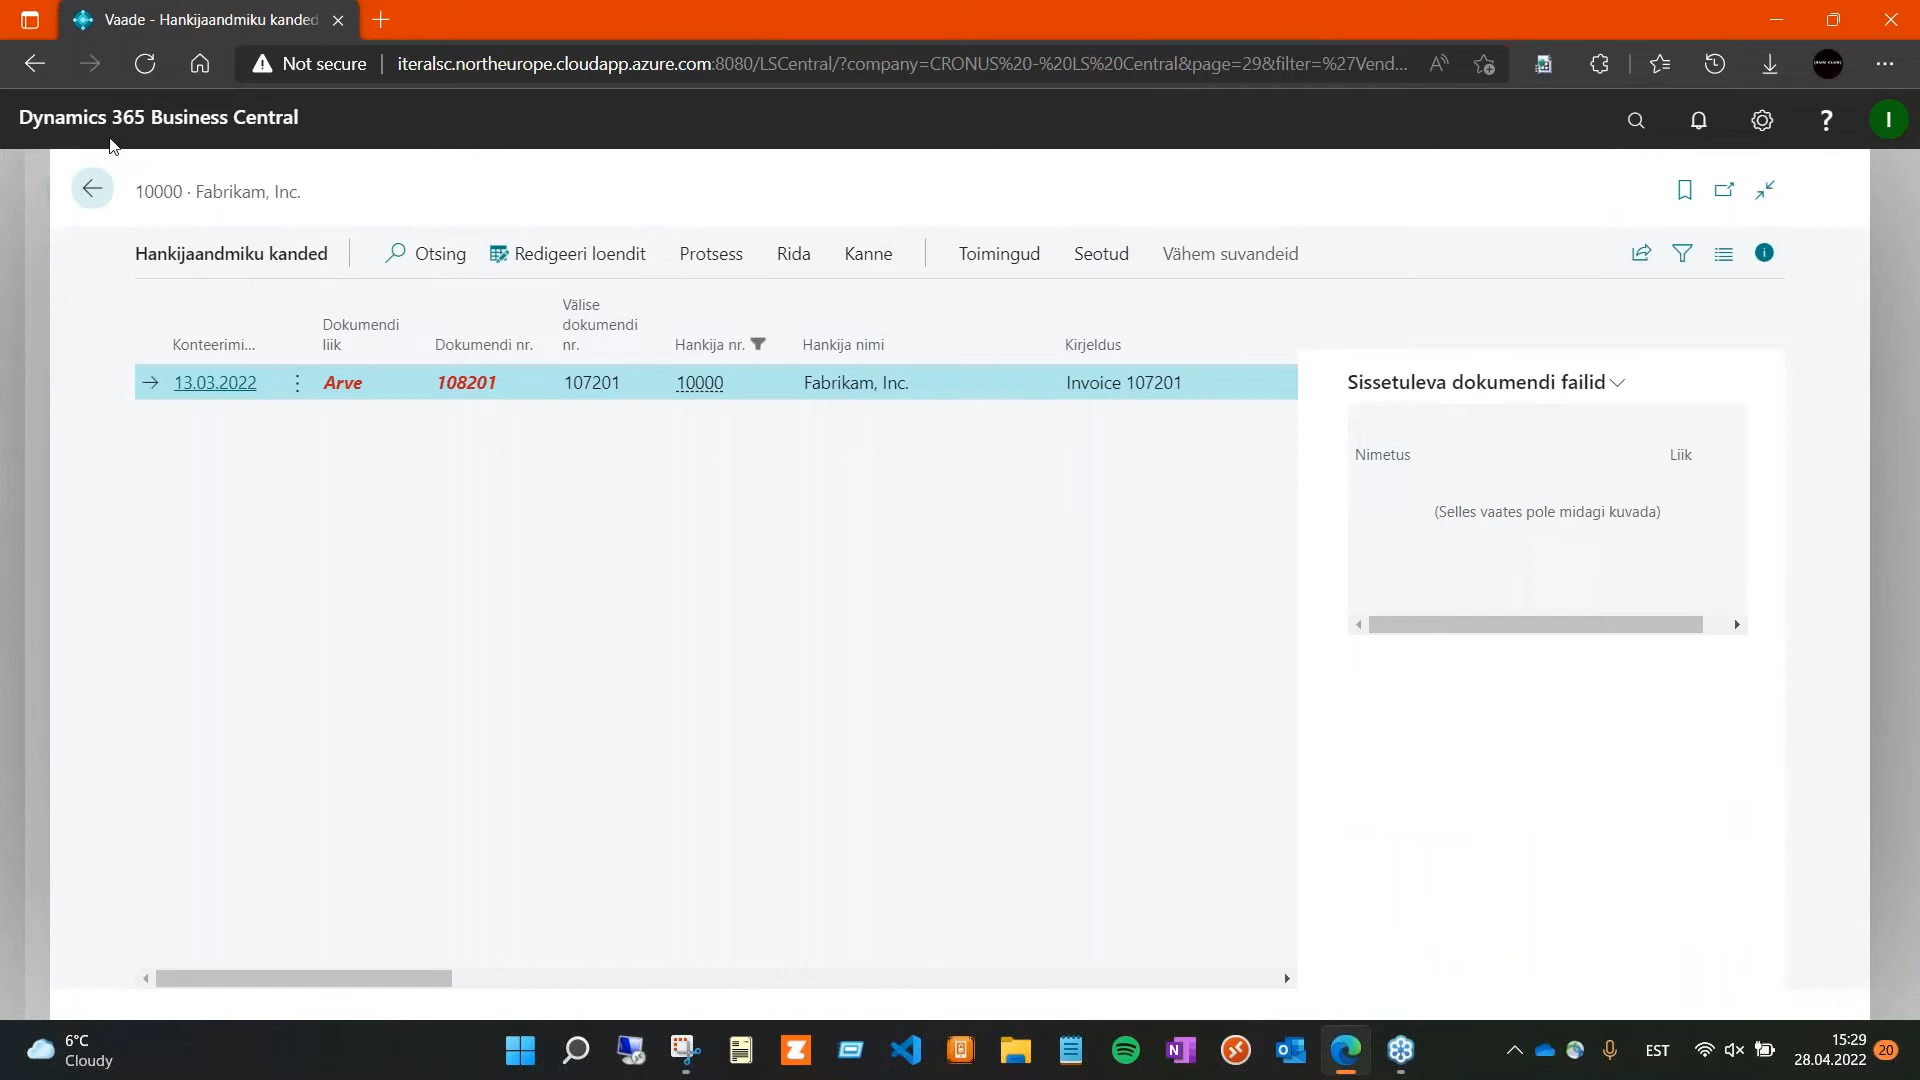 Vaade - Hankijaandmiku kanded
Not secure
iteralsc.northeurope.cloudapp.azure.com:8080/LSCentral/?company=CRONUS%20-%20LS%20Central&page=29&filter=%27Vend...
Dynamics 365 Business Central
I
10000 · Fabrikam, Inc.
Hankijaandmiku kanded
Otsing
Redigeeri loendit
Protsess
Rida
Kanne
Toimingud
Seotud
Vähem suvandeid
Konteerimi...
Dokumendi
liik
Dokumendi nr.
Välise
dokumendi
nr.
Hankija nr.
Hankija nimi
Kirjeldus
13.03.2022
Arve
108201
107201
10000
Fabrikam, Inc.
Invoice 107201
Sissetuleva dokumendi failid
Nimetus
Liik
(Selles vaates pole midagi kuvada)
6°C
Cloudy
EST
15:29
28.04.2022
20